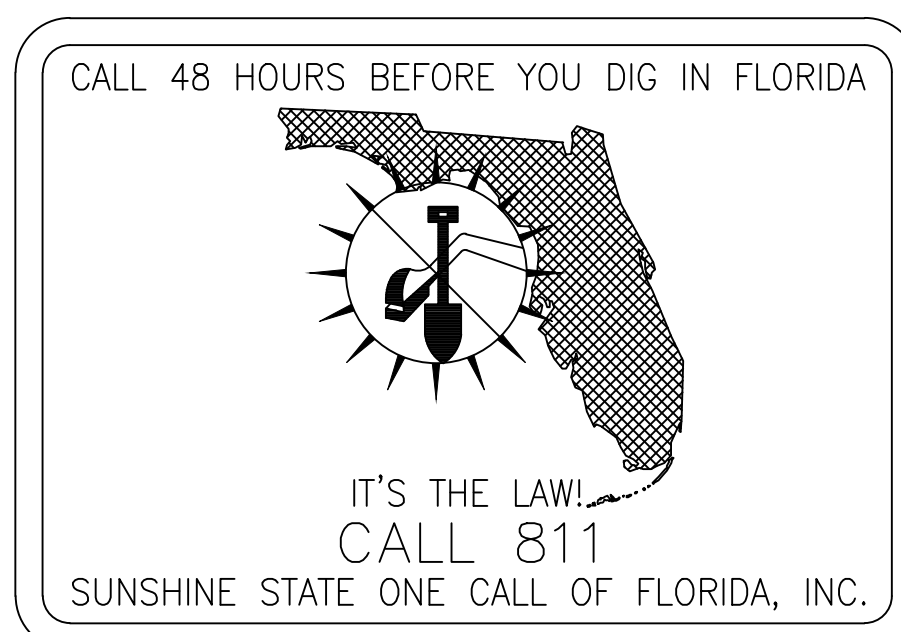 CALL 48 HOURS BEFORE YOU DIG IN FLORIDA
IT'S THE LAW!
CALL 811
SUNSHINE STATE ONE CALL OF FLORIDA, INC.